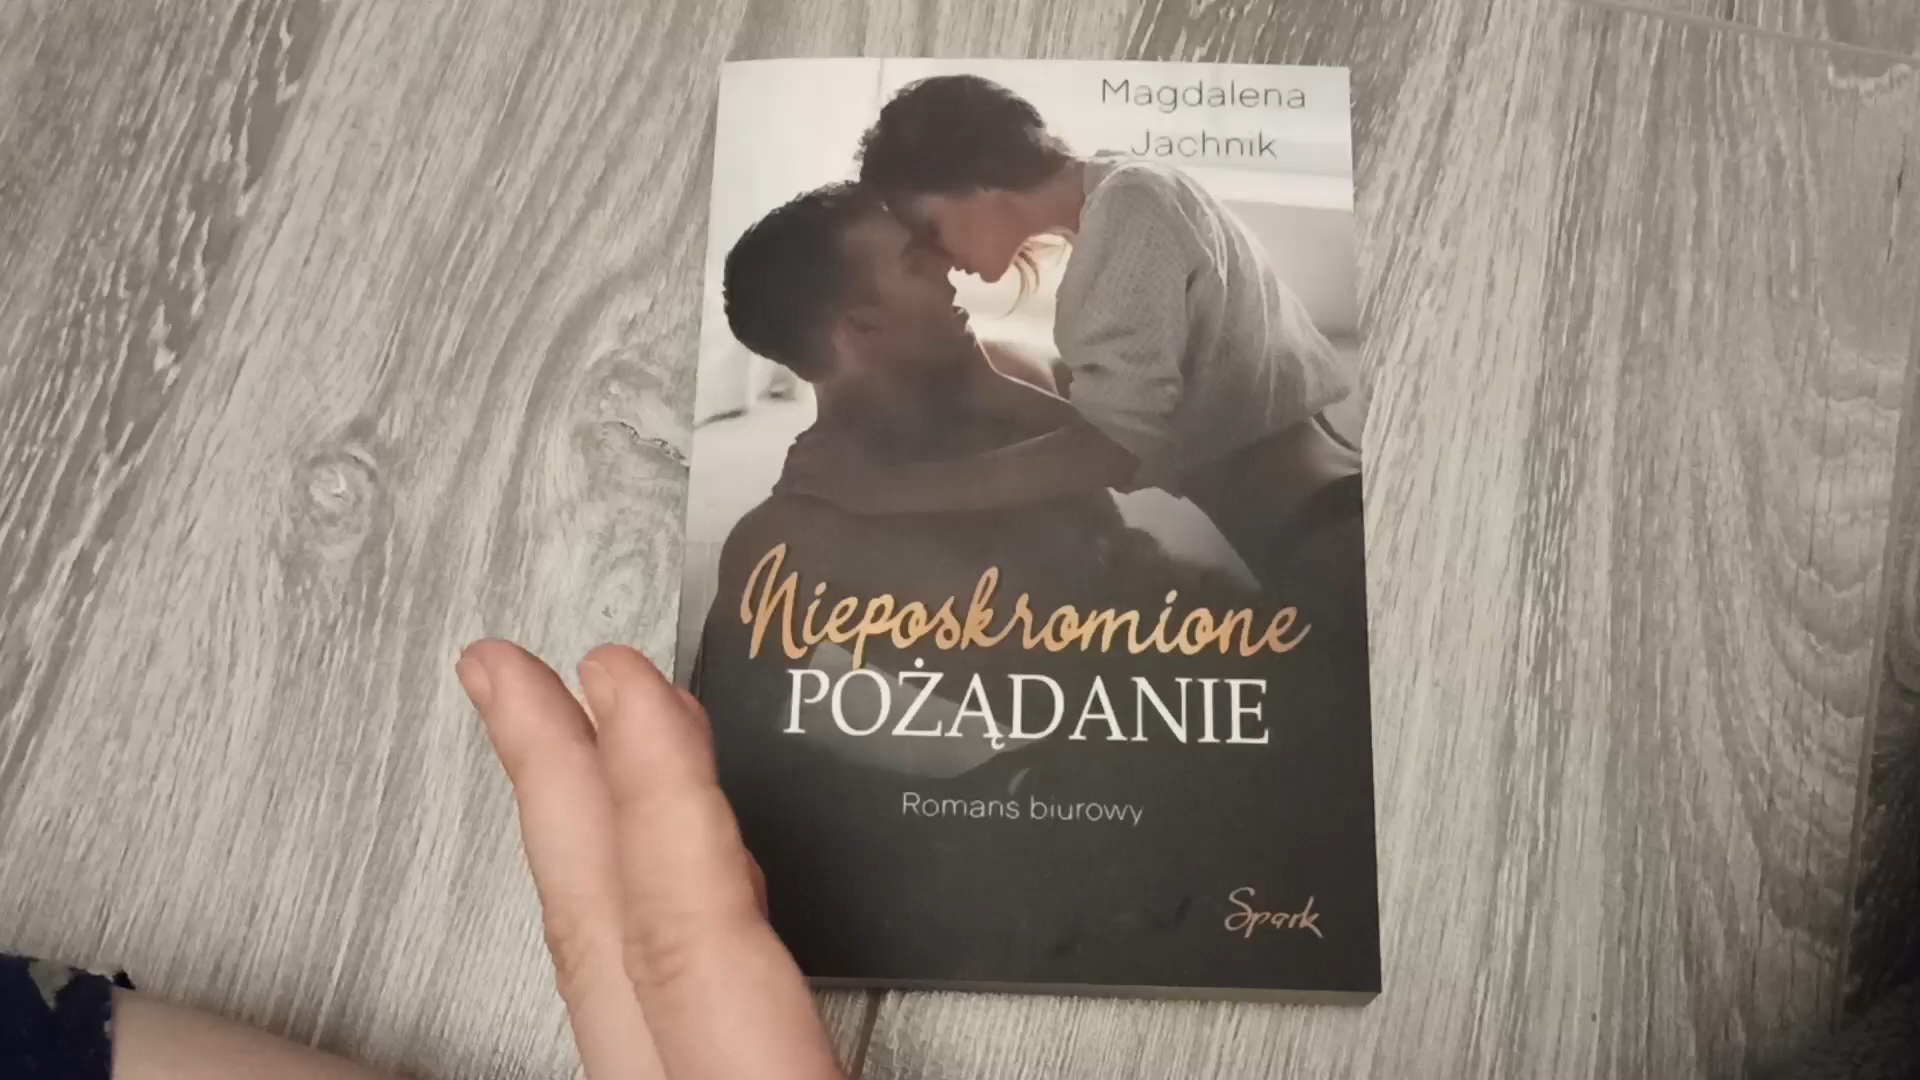 Magdalena
Jachnik
Nieposkromione
POŻĄDANIE
Romans biurowy
Spark